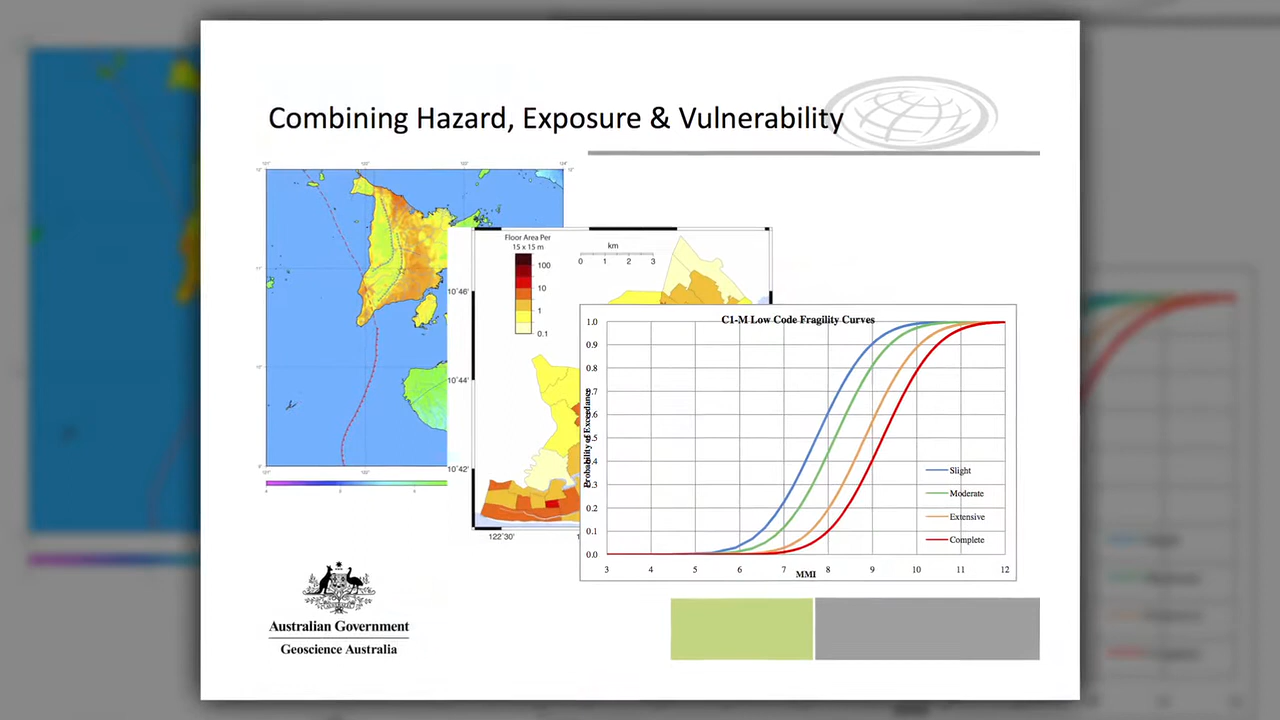 Combining Hazard, Exposure & Vulnerability
Floor Area Per
15 x 15 m
100
10
1
0.1
km
0 1 2 3
10˚46'
10˚44'
10˚42'
122˚30'
C1-M Low Code Fragility Curves
Probability of Exceetance
1.0
0.9
0.8
0.7
0.6
0.5
0.4
0.3
0.2
0.1
0.0
3 4 5 6 7 8 9 10 11 12
MMI
Slight
Moderate
Extensive
Complete
Australian Government
Geoscience Australia